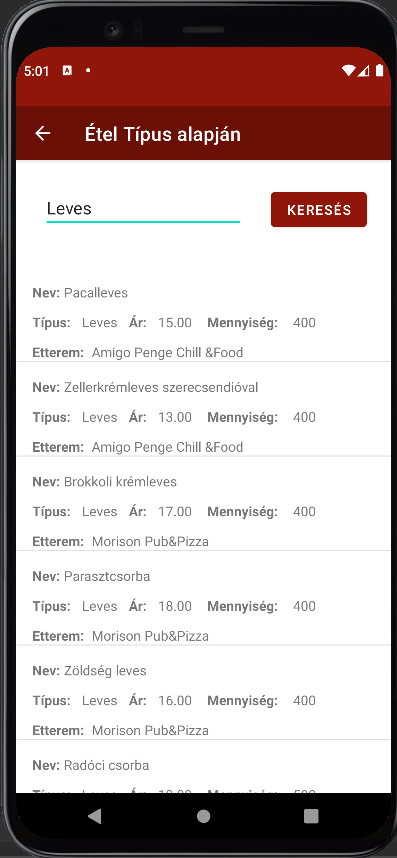 5:01
Étel Típus alapján
Leves
KERESÉS
Nev: Pacalleves
Típus: Leves Ár: 15.00 Mennyiség: 400
Etterem: Amigo Penge Chill &Food
Nev: Zellerkrémleves szerecsendióval
Típus: Leves Ár: 13.00 Mennyiség: 400
Etterem: Amigo Penge Chill &Food
Nev: Brokkoli krémleves
Típus: Leves Ár: 17.00 Mennyiség: 400
Etterem: Morison Pub&Pizza
Nev: Parasztcsorba
Típus: Leves Ár: 18.00 Mennyiség: 400
Etterem: Morison Pub&Pizza
Nev: Zöldség leves
Típus: Leves Ár: 16.00 Mennyiség: 400
Etterem: Morison Pub&Pizza
Nev: Radóci csorba
Típus: Leves Ár: Mennyiség: